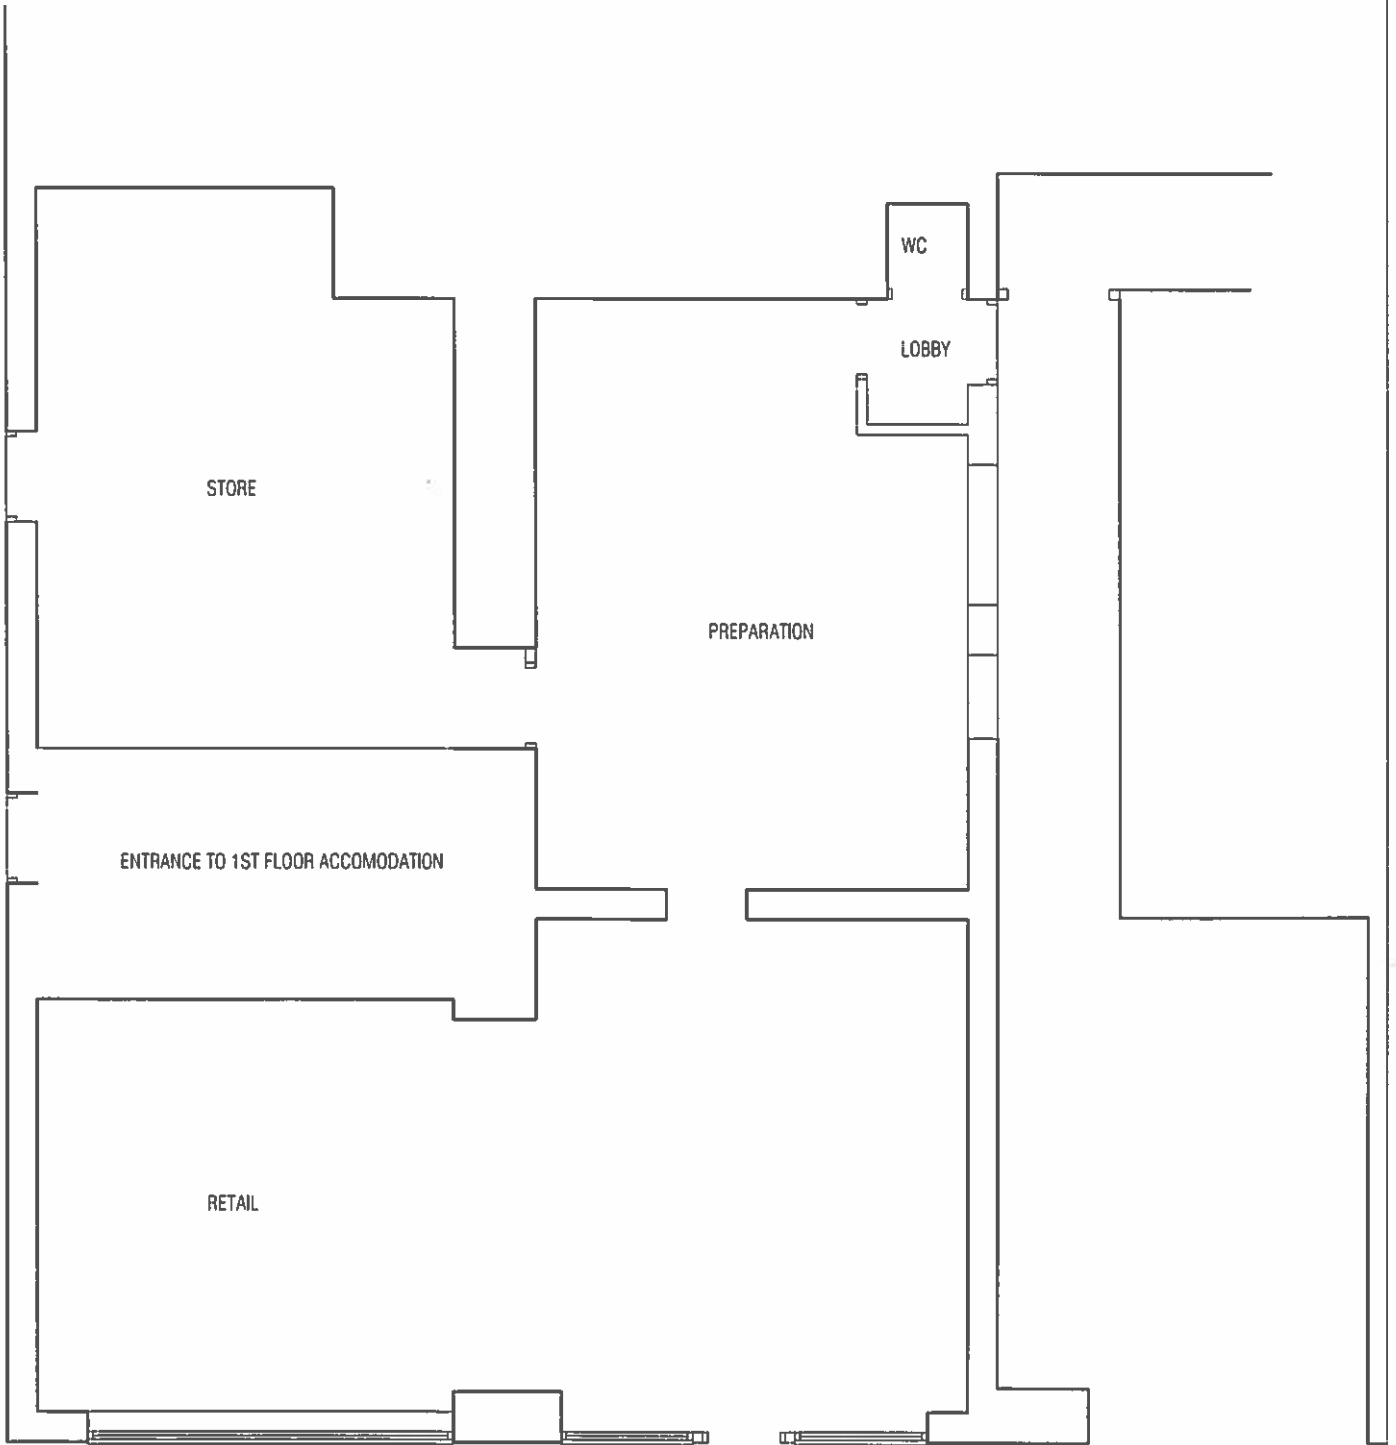 WC
LOBBY
STORE
PREPARATION
ENTRANCE TO 1ST FLOOR ACCOMODATION
RETAIL